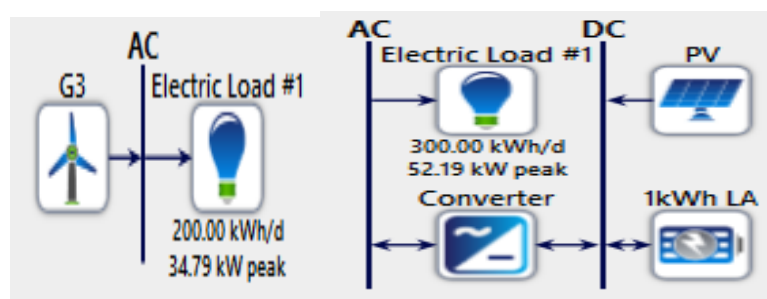 AC
G3
Electric Load #1
200.00 kWh/d
34.79 kW peak
AC
DC
Electric Load #1
PV
300.00 kWh/d
52.19 kW peak
Converter
1kWh LA